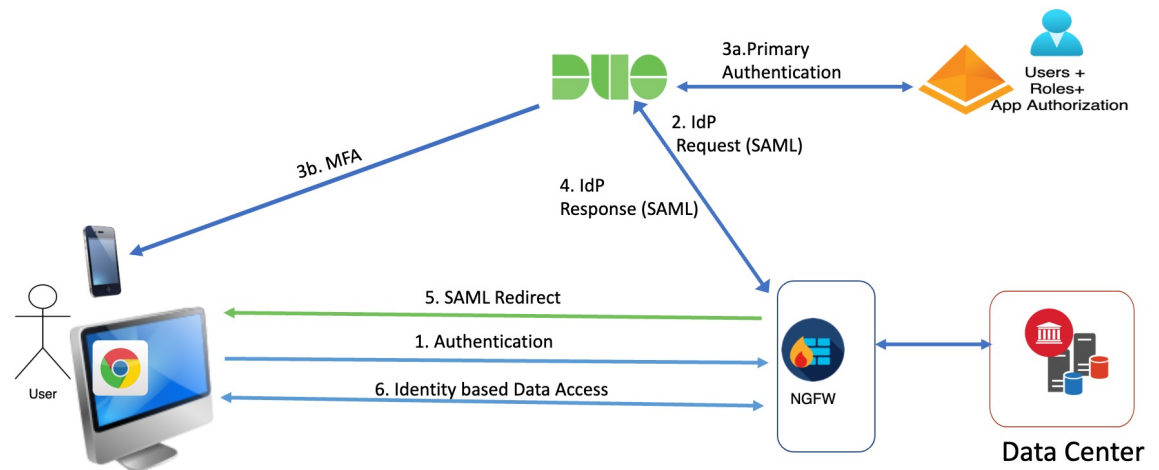 DUO
3a.Primary
Authentication
Users +
Roles+
App Authorization
2. IdP
Request (SAML)
3b. MFA
4. IdP
Response (SAML)
5. SAML Redirect
1. Authentication
6. Identity based Data Access
User
NGFW
Data Center